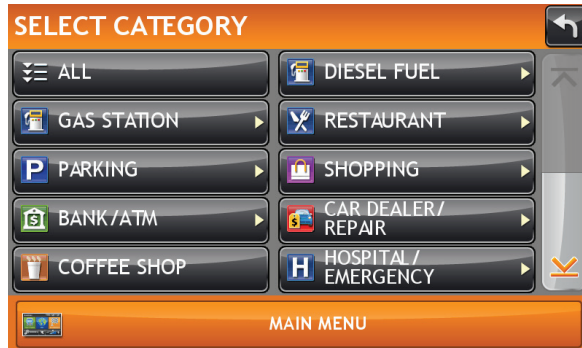 SELECT CATEGORY
ALL
DIESEL FUEL
GAS STATION
RESTAURANT
P PARKING
SHOPPING
$ BANK/ATM
$ CAR DEALER/
REPAIR
COFFEE SHOP
H HOSPITAL/
EMERGENCY
MAIN MENU